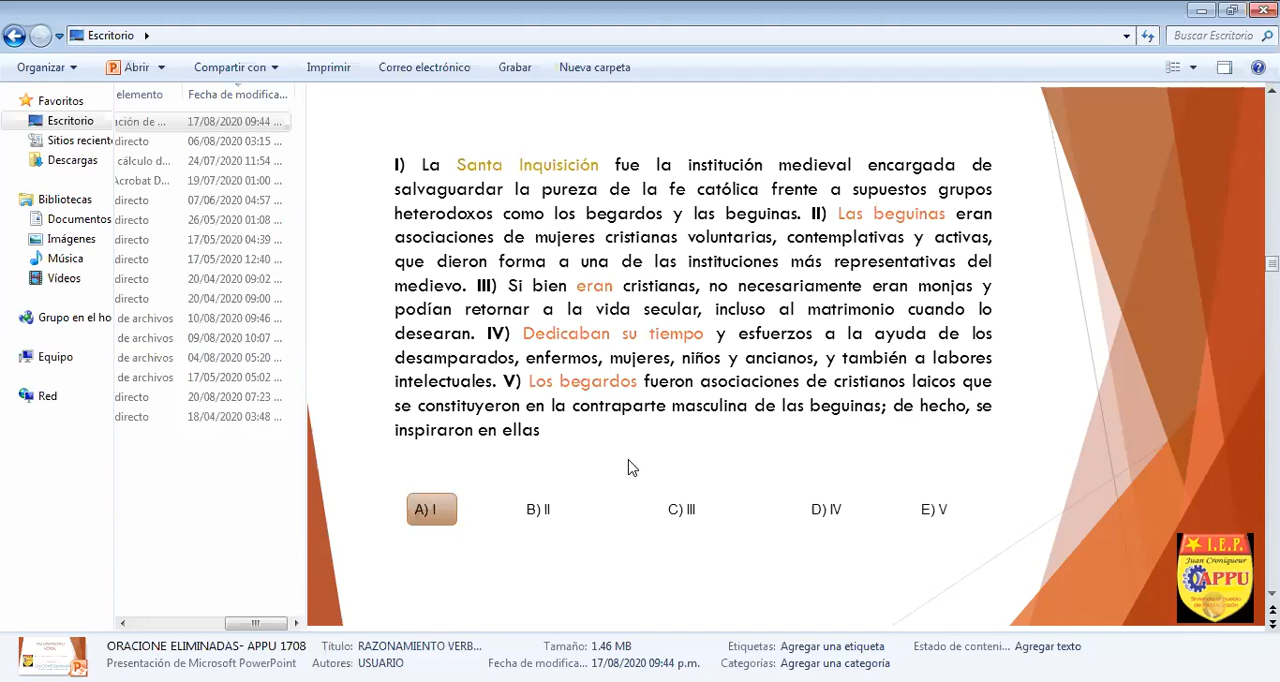 Escritorio
Buscar Escritorio
Organizar
Abrir
Compartir con
Imprimir
Correo electrónico
Grabar
Nueva carpeta
Favoritos
Escritorio
Sitios recient
Descargas
Bibliotecas
Documentos
Imágenes
Música
Vídeos
Grupo en el ho
Equipo
Red
elemento Fecha de modifica...
ación de ... 17/08/2020 09:44 ...
directo 06/08/2020 03:15 ...
cálculo d... 24/07/2020 11:54 ...
Acrobat D... 19/07/2020 01:00 ...
directo 07/06/2020 04:57 ...
directo 26/05/2020 01:08 ...
directo 17/05/2020 04:39 ...
directo 17/05/2020 12:40 ...
directo 20/04/2020 09:02 ...
directo 20/04/2020 09:00 ...
de archivos 10/08/2020 09:46 ...
de archivos 09/08/2020 10:07 ...
de archivos 04/08/2020 05:20 ...
de archivos 17/05/2020 05:02 ...
directo 20/08/2020 07:23 ...
directo 18/04/2020 03:48 ...
I) La Santa Inquisición fue la institución medieval encargada de
salvaguardar la pureza de la fe católica frente a supuestos grupos
heterodoxos como los begardos y las beguinas. II) Las beguinas eran
asociaciones de mujeres cristianas voluntarias, contemplativas y activas,
que dieron forma a una de las instituciones más representativas del
medievo. III) Si bien eran cristianas, no necesariamente eran monjas y
podían retornar a la vida secular, incluso al matrimonio cuando lo
desearan. IV) Dedicaban su tiempo y esfuerzos a la ayuda de los
desamparados, enfermos, mujeres, niños y ancianos, y también a labores
intelectuales. V) Los begardos fueron asociaciones de cristianos laicos que
se constituyeron en la contraparte masculina de las beguinas; de hecho, se
inspiraron en ellas
A) I B) II C) III D) IV E) V
I.E.P.
Juan Croniqueur
APPU
ORACIONE ELIMINADAS- APPU 1708
Presentación de Microsoft PowerPoint
Título: RAZONAMIENTO VERB...
Autores: USUARIO
Tamaño: 1.46 MB
Fecha de modifica... 17/08/2020 09:44 p.m.
Etiquetas: Agregar una etiqueta
Categorías: Agregar una categoría
Estado de conteni... Agregar texto